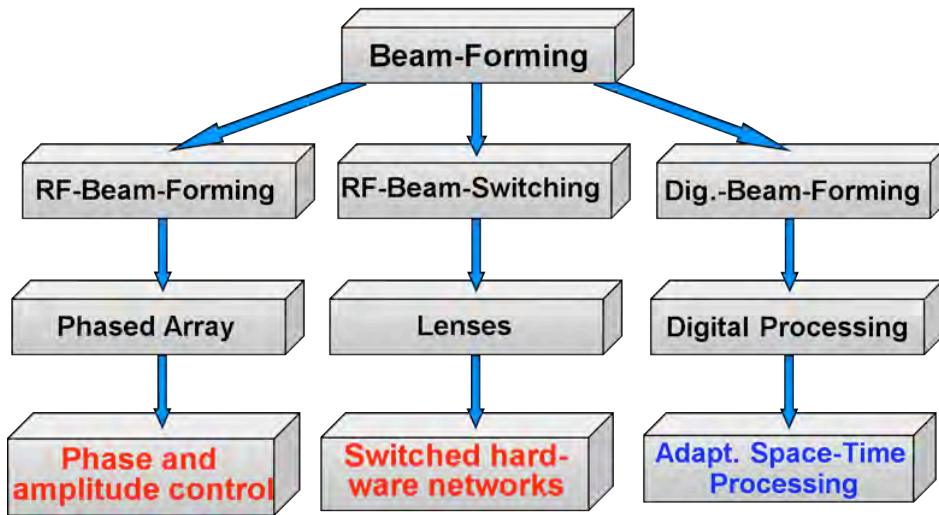 Beam-Forming
RF-Beam-Forming
RF-Beam-Switching
Dig.-Beam-Forming
Phased Array
Lenses
Digital Processing
Phase and
amplitude control
Switched hard-
ware networks
Adapt. Space-Time
Processing